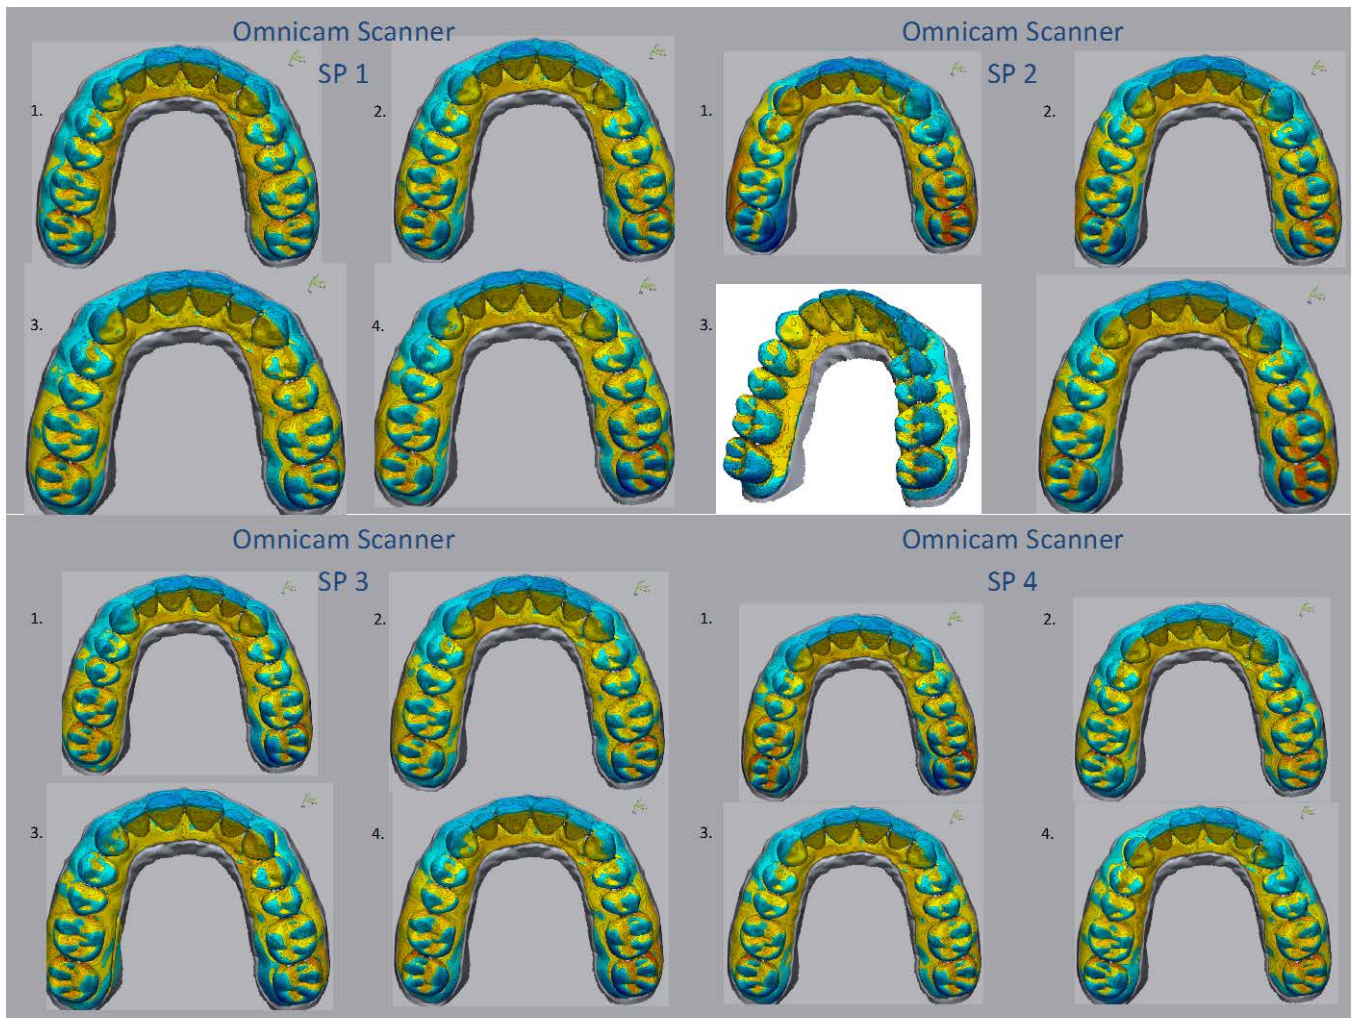 Omnicam Scanner
SP 1
1.
2.
3.
4.
Omnicam Scanner
SP 2
1.
2.
3.
Omnicam Scanner
SP 3
1.
2.
3.
4.
Omnicam Scanner
SP 4
1.
2.
3.
4.